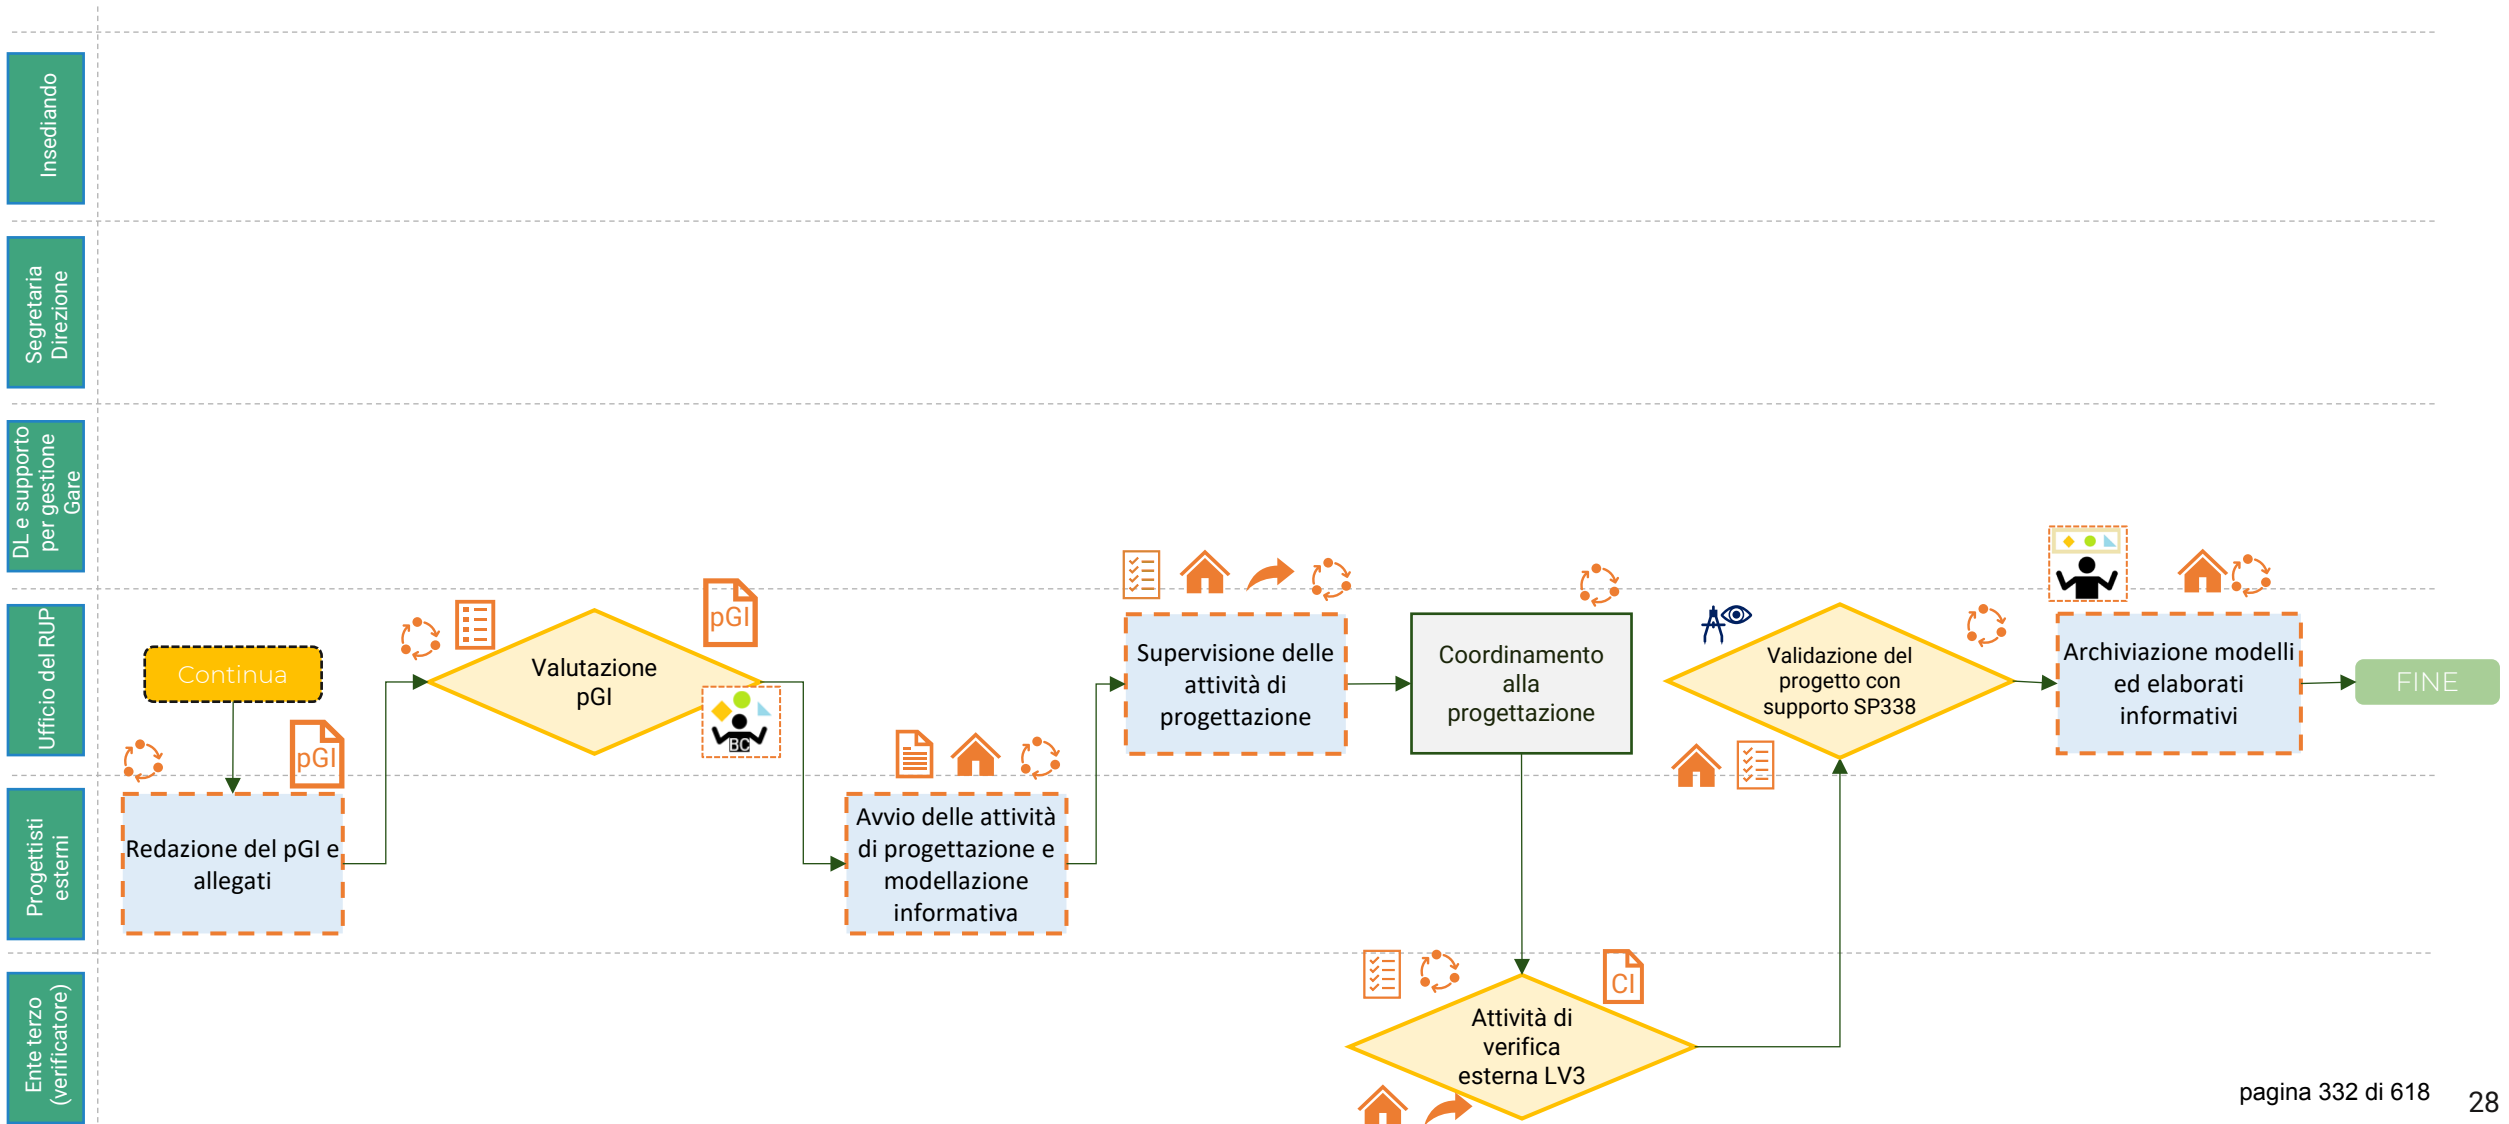 Insediando
Segretaria
Direzione
DL e supporto
per gestione
Gare
Ufficio del RUP
Progettisti
esterni
Ente terzo
(verificatore)
Continua
pGI
Redazione del pGI e
allegati
Valutazione
pGI
pGI
BC
Avvio delle attività
di progettazione e
modellazione
informativa
Supervisione delle
attività di
progettazione
Coordinamento
alla
progettazione
CI
Attività di
verifica
esterna LV3
Validazione del
progetto con
supporto SP338
Archiviazione modelli
ed elaborati
informativi
FINE
pagina 332 di 618
28